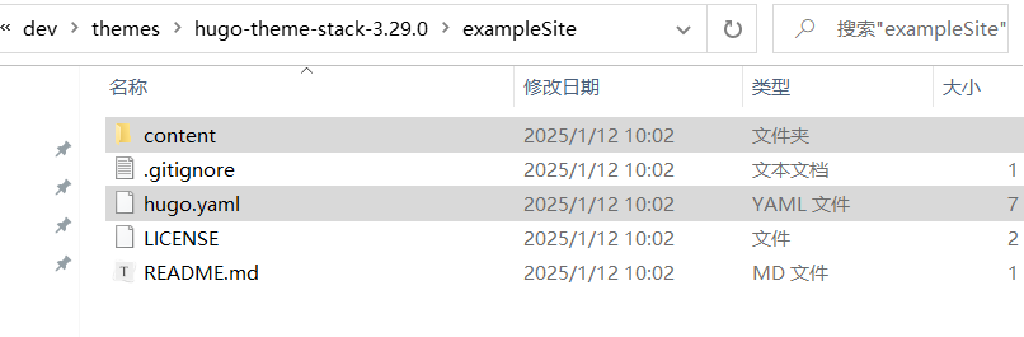 « dev > themes > hugo-theme-stack-3.29.0 > exampleSite 搜索"exampleSite"
名称 修改日期 类型 大小
content 2025/1/12 10:02 文件夹
.gitignore 2025/1/12 10:02 文本文档 1
hugo.yaml 2025/1/12 10:02 YAML 文件 7
LICENSE 2025/1/12 10:02 文件 2
T README.md 2025/1/12 10:02 MD 文件 1